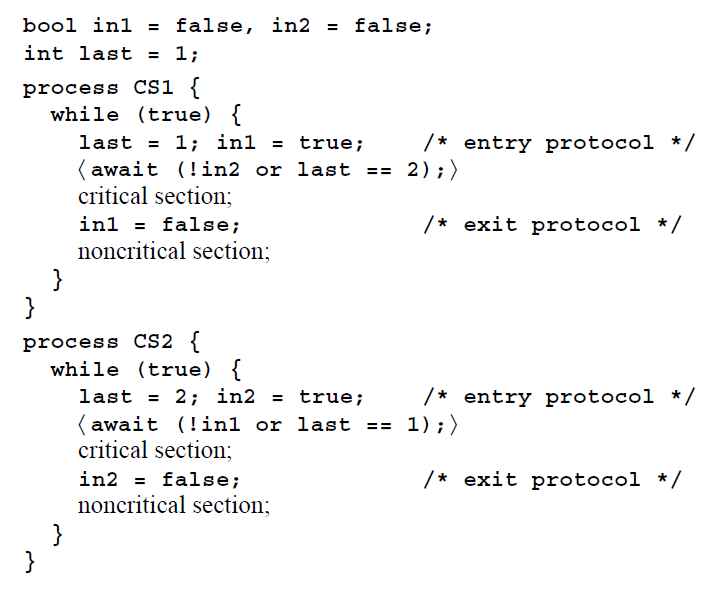 bool in1 = false, in2 = false;
int last = 1;
process CS1 {
  while (true) {
    last = 1; in1 = true;    /* entry protocol */
    ⟨await (!in2 or last == 2);⟩
    critical section;
    in1 = false;             /* exit protocol */
    noncritical section;
  }
}
process CS2 {
  while (true) {
    last = 2; in2 = true;    /* entry protocol */
    ⟨await (!in1 or last == 1);⟩
    critical section;
    in2 = false;             /* exit protocol */
    noncritical section;
  }
}